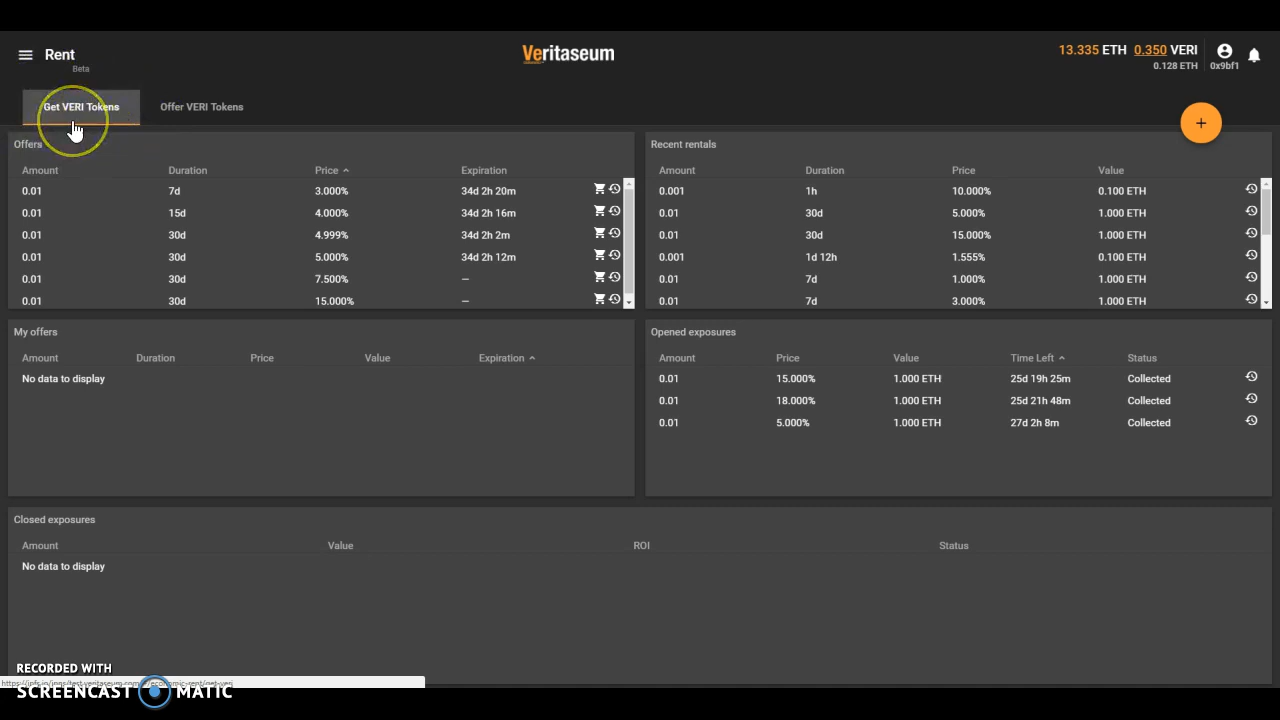 Rent
Beta
Veritaseum
13.335 ETH 0.350 VERI
0.128 ETH
0x9bf1
Get VERI Tokens
Offer VERI Tokens
+
Offers
Amount Duration Price Expiration
0.01 7d 3.000% 34d 2h 20m
0.01 15d 4.000% 34d 2h 16m
0.01 30d 4.999% 34d 2h 2m
0.01 30d 5.000% 34d 2h 12m
0.01 30d 7.500% –
0.01 30d 15.000% –
Recent rentals
Amount Duration Price Value
0.001 1h 10.000% 0.100 ETH
0.01 30d 5.000% 1.000 ETH
0.01 30d 15.000% 1.000 ETH
0.001 1d 12h 1.555% 0.100 ETH
0.01 7d 1.000% 1.000 ETH
0.01 7d 3.000% 1.000 ETH
My offers
Amount Duration Price Value Expiration
No data to display
Opened exposures
Amount Price Value Time Left Status
0.01 15.000% 1.000 ETH 25d 19h 25m Collected
0.01 18.000% 1.000 ETH 25d 21h 48m Collected
0.01 5.000% 1.000 ETH 27d 2h 8m Collected
Closed exposures
Amount Value ROI Status
No data to display
RECORDED WITH
SCREENCAST MATIC